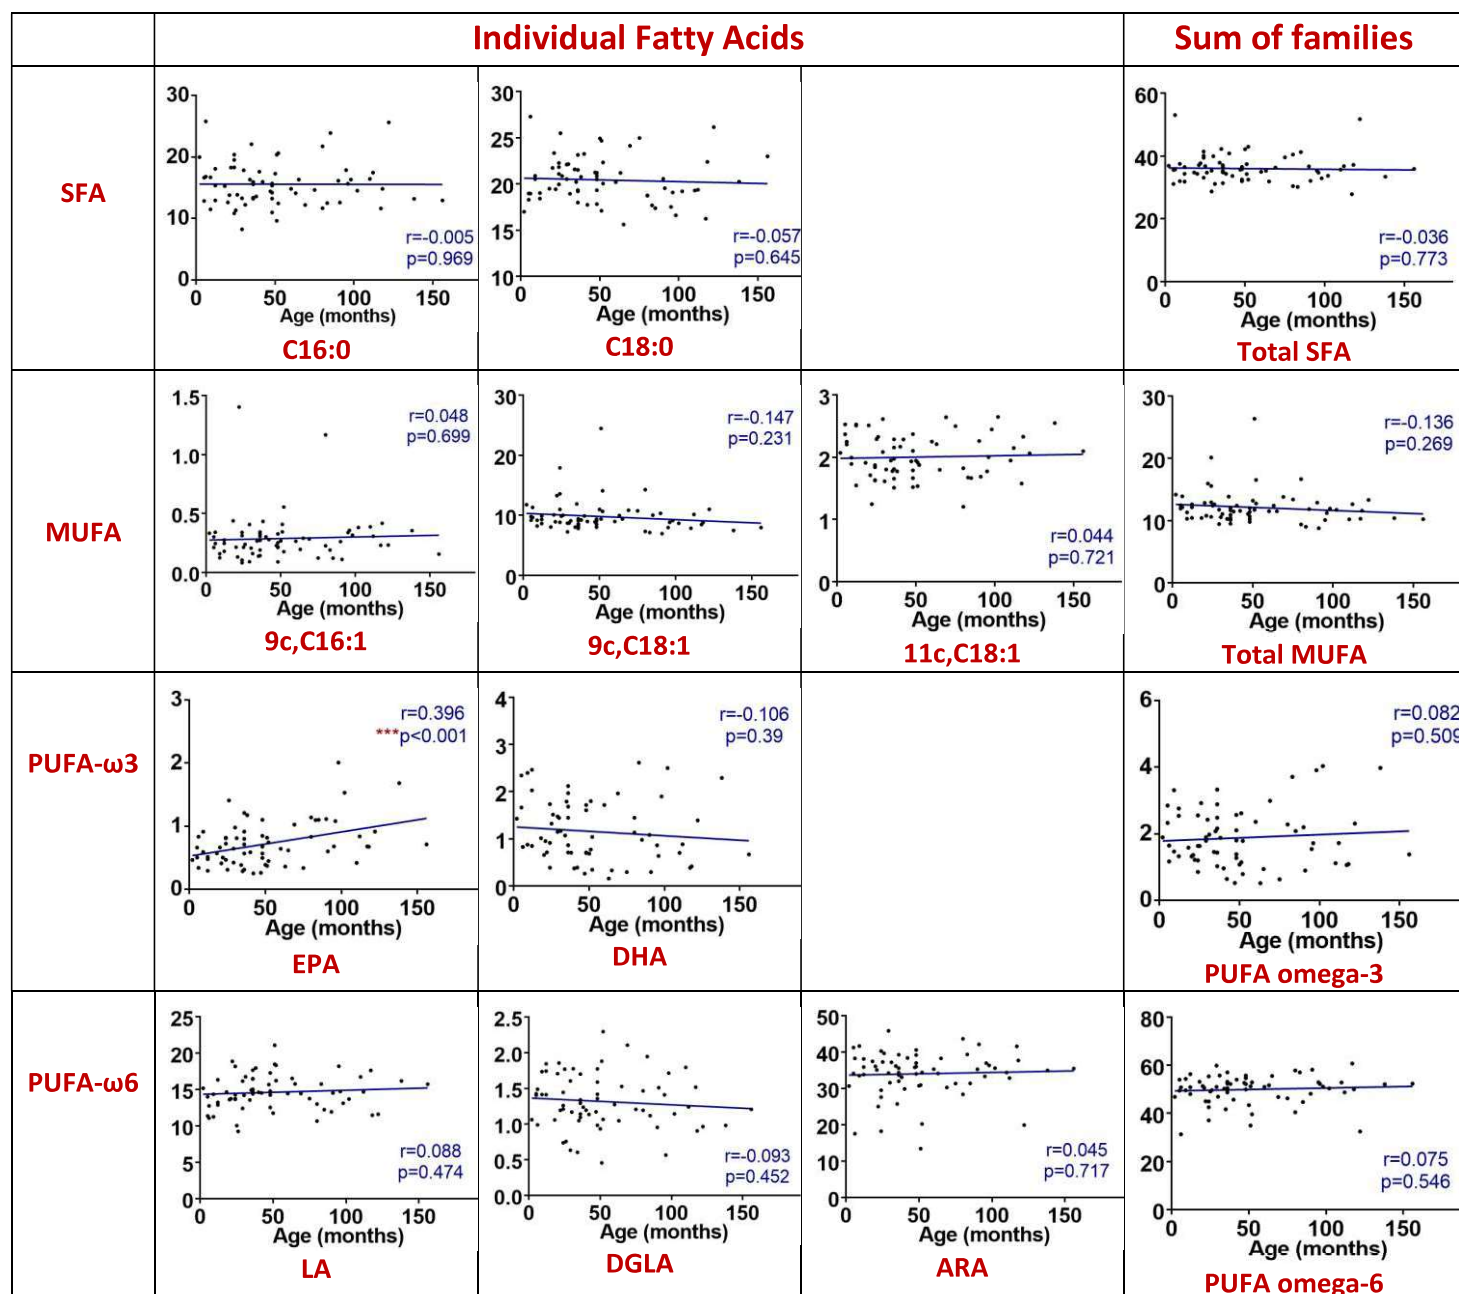 Individual Fatty Acids
Sum of families
SFA
30
20
10
0
0 50 100 150
Age (months)
r=-0.005
p=0.969
C16:0
30
25
20
15
10
0 50 100 150
Age (months)
r=-0.057
p=0.645
C18:0
60
40
20
0
0 50 100 150
Age (months)
r=-0.036
p=0.773
Total SFA
MUFA
1.5
1.0
0.5
0.0
0 50 100 150
Age (months)
r=0.048
p=0.699
9c,C16:1
30
20
10
0
0 50 100 150
Age (months)
r=-0.147
p=0.231
9c,C18:1
3
2
1
0
0 50 100 150
Age (months)
r=0.044
p=0.721
11c,C18:1
30
20
10
0
0 50 100 150
Age (months)
r=-0.136
p=0.269
Total MUFA
PUFA-ω3
3
2
1
0
0 50 100 150
Age (months)
r=0.396
***p<0.001
EPA
4
3
2
1
0
0 50 100 150
Age (months)
r=-0.106
p=0.39
DHA
6
4
2
0
0 50 100 150
Age (months)
r=0.082
p=0.509
PUFA omega-3
PUFA-ω6
25
20
15
10
5
0
0 50 100 150
Age (months)
r=0.088
p=0.474
LA
2.5
2.0
1.5
1.0
0.5
0.0
0 50 100 150
Age (months)
r=-0.093
p=0.452
DGLA
50
40
30
20
10
0
0 50 100 150
Age (months)
r=0.045
p=0.717
ARA
80
60
40
20
0
0 50 100 150
Age (months)
r=0.075
p=0.546
PUFA omega-6